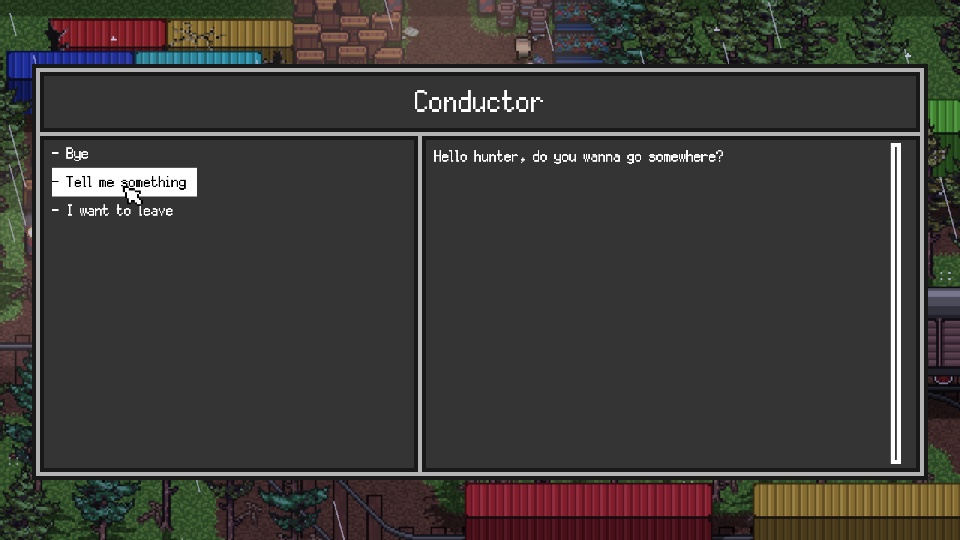 Conductor
- Bye
- Tell me something
- I want to leave
Hello hunter, do you wanna go somewhere?